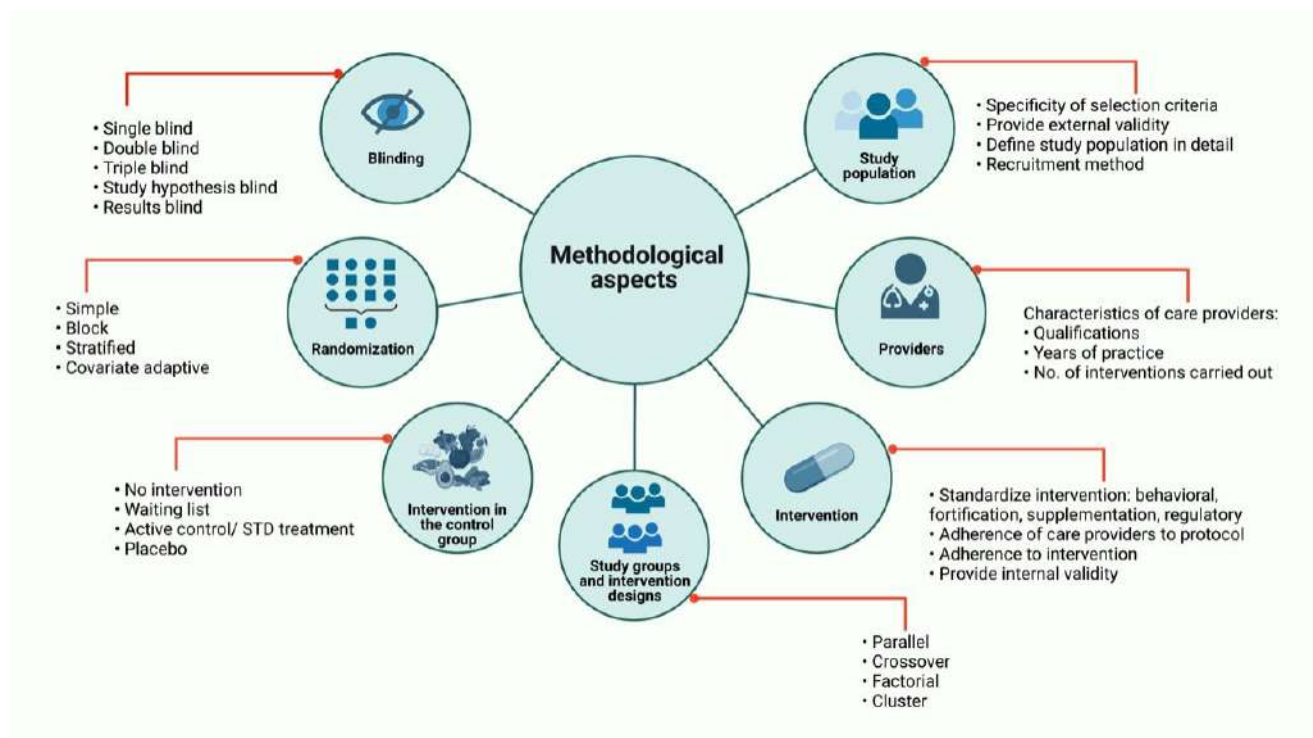 Methodological
aspects
Blinding
• Single blind
• Double blind
• Triple blind
• Study hypothesis blind
• Results blind
Study
population
• Specificity of selection criteria
• Provide external validity
• Define study population in detail
• Recruitment method
Randomization
• Simple
• Block
• Stratified
• Covariate adaptive
Providers
Characteristics of care providers:
• Qualifications
• Years of practice
• No. of interventions carried out
Intervention in
the control
group
• No intervention
• Waiting list
• Active control/ STD treatment
• Placebo
Intervention
• Standardize intervention: behavioral,
fortification, supplementation, regulatory
• Adherence of care providers to protocol
• Adherence to intervention
• Provide internal validity
Study groups
and intervention
designs
• Parallel
• Crossover
• Factorial
• Cluster